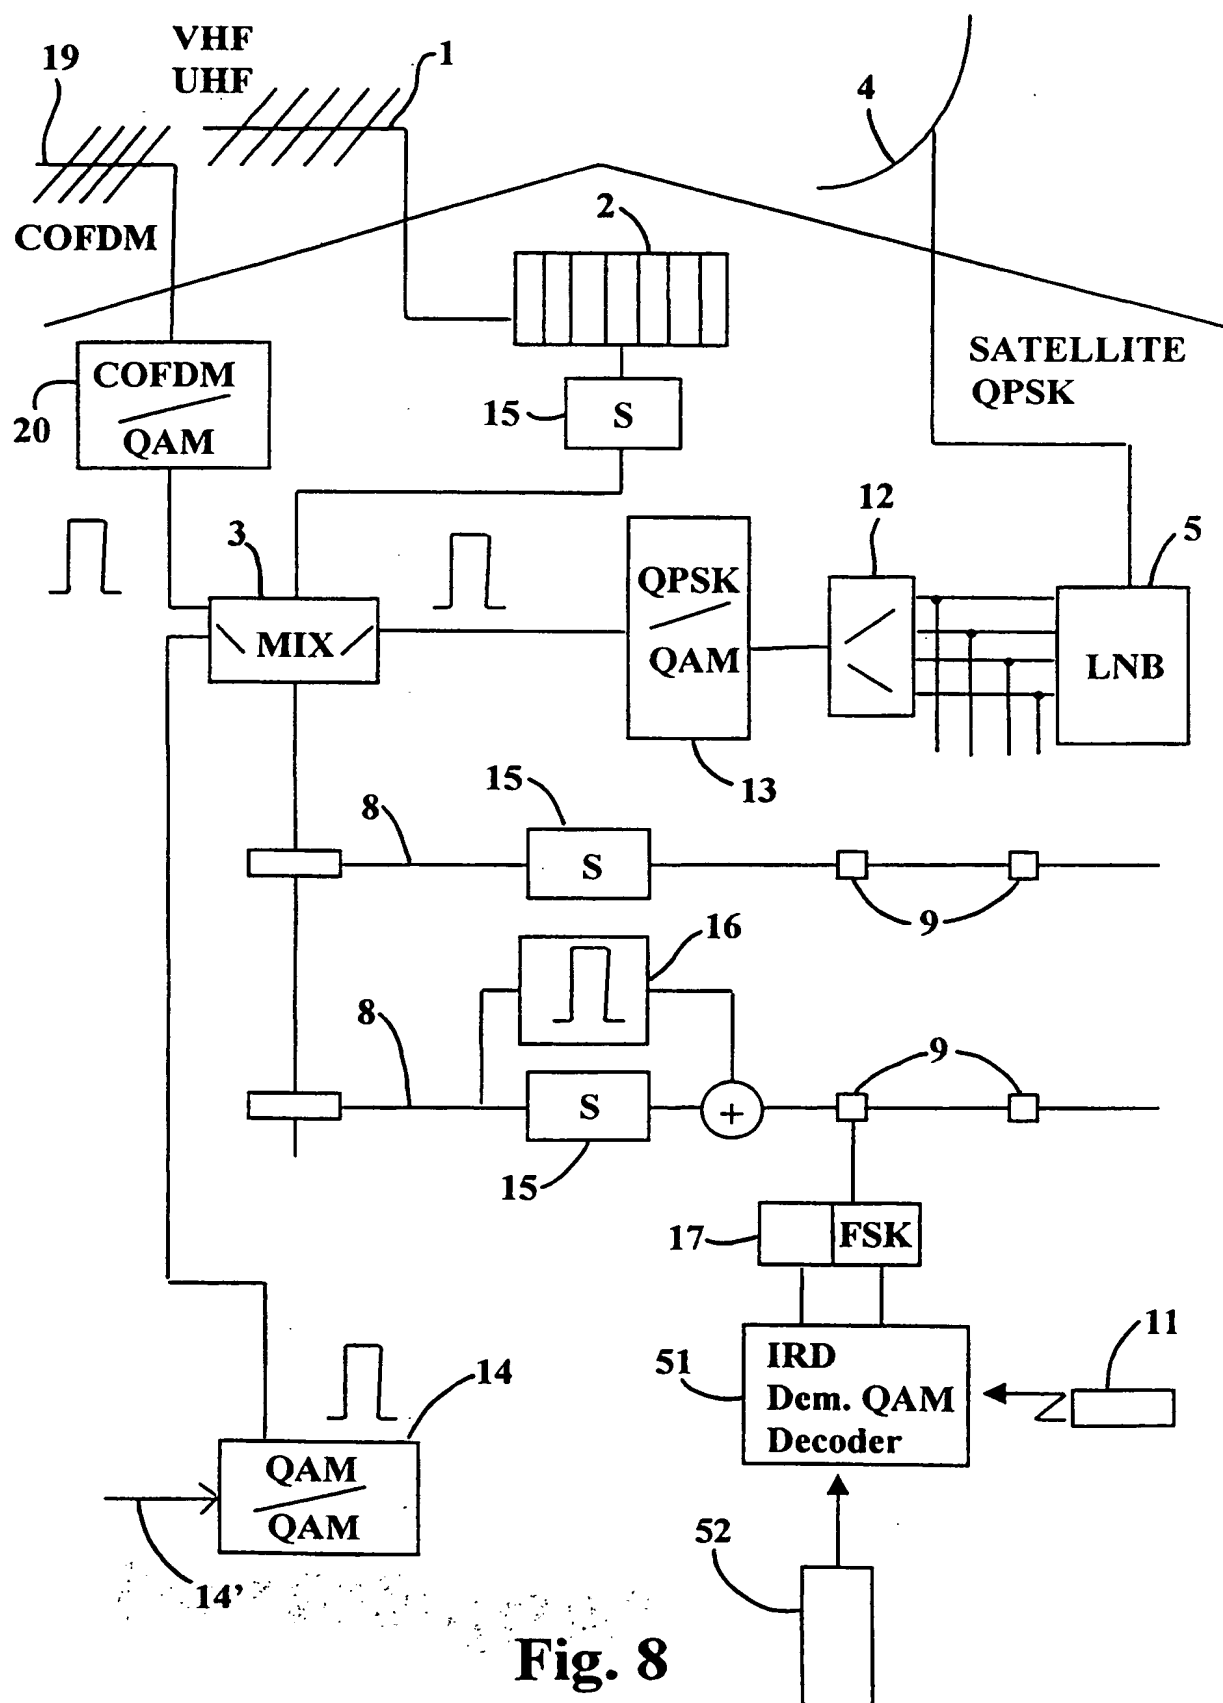 19
VHF
UHF
1
4
COFDM
2
SATELLITE
QPSK
COFDM
QAM
20
15
S
12
5
3
MIX
QPSK
QAM
LNB
13
8
15
S
9
16
8
S
+
9
15
17
FSK
11
51
IRD
Dem. QAM
Decoder
14
QAM
QAM
52
14’
Fig. 8